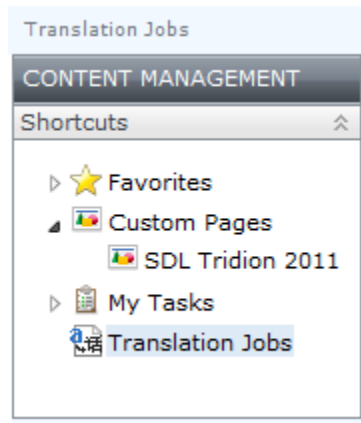 Translation Jobs
CONTENT MANAGEMENT
Shortcuts
Favorites
Custom Pages
SDL Tridion 2011
My Tasks
Translation Jobs